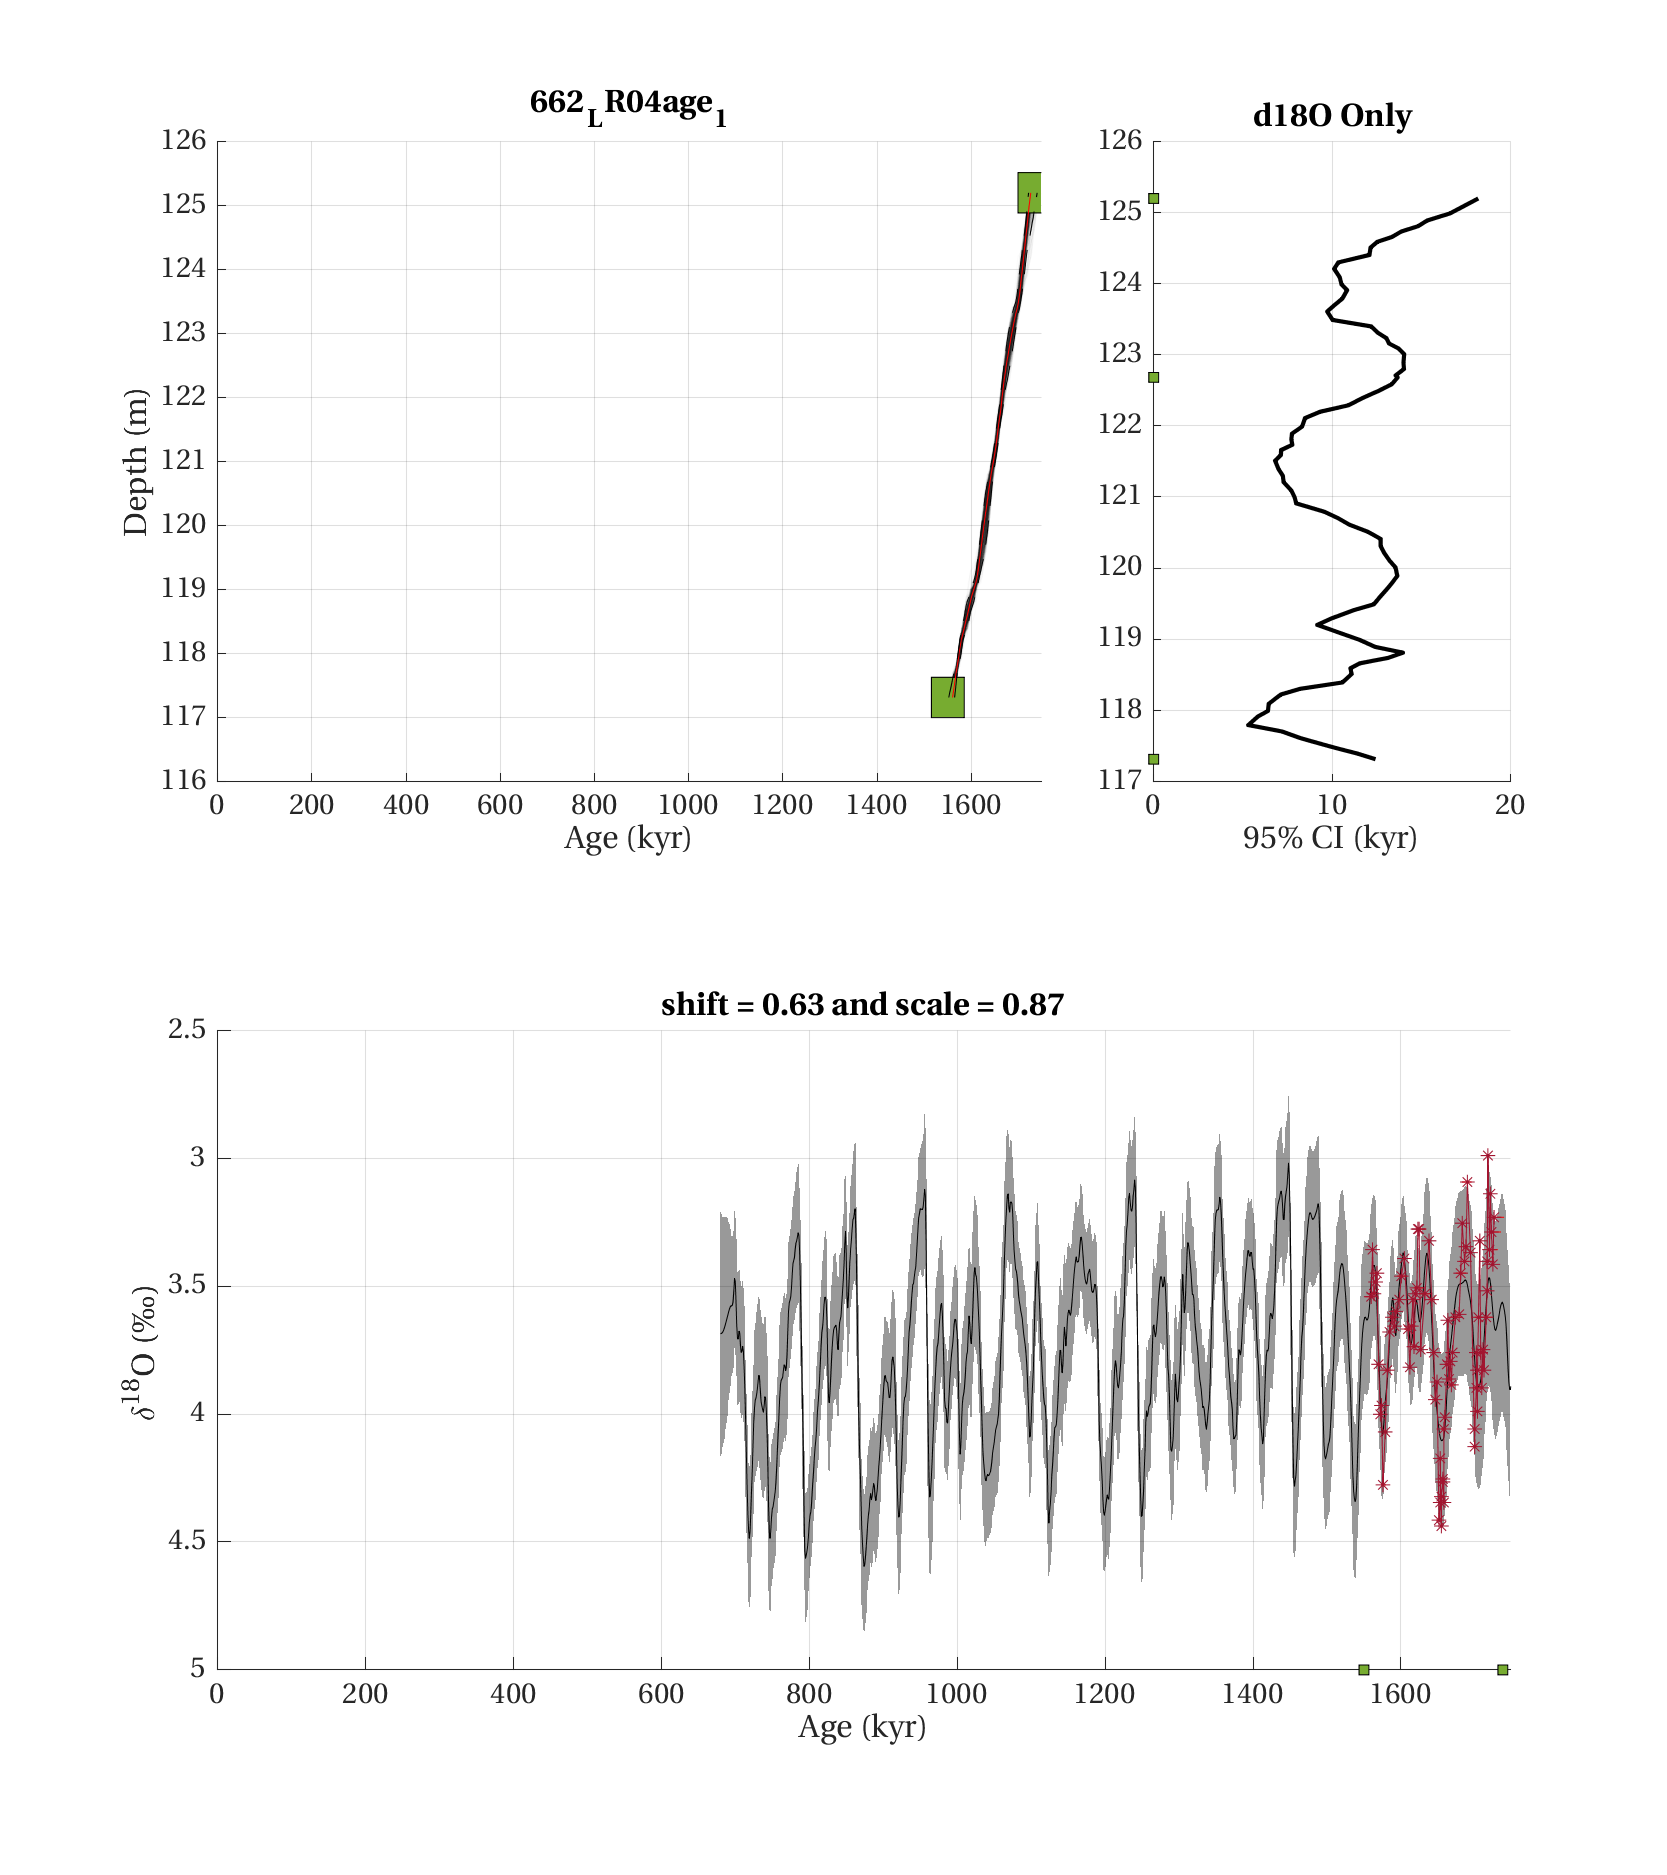 662_L R04age_1
126
125
124
123
122
121
120
119
118
117
116
Depth (m)
0 200 400 600 800 1000 1200 1400 1600
Age (kyr)
d18O Only
126
125
124
123
122
121
120
119
118
117
0 10 20
95% CI (kyr)
shift = 0.63 and scale = 0.87
2.5
3
3.5
4
4.5
5
δ¹⁸O (‰)
0 200 400 600 800 1000 1200 1400 1600
Age (kyr)